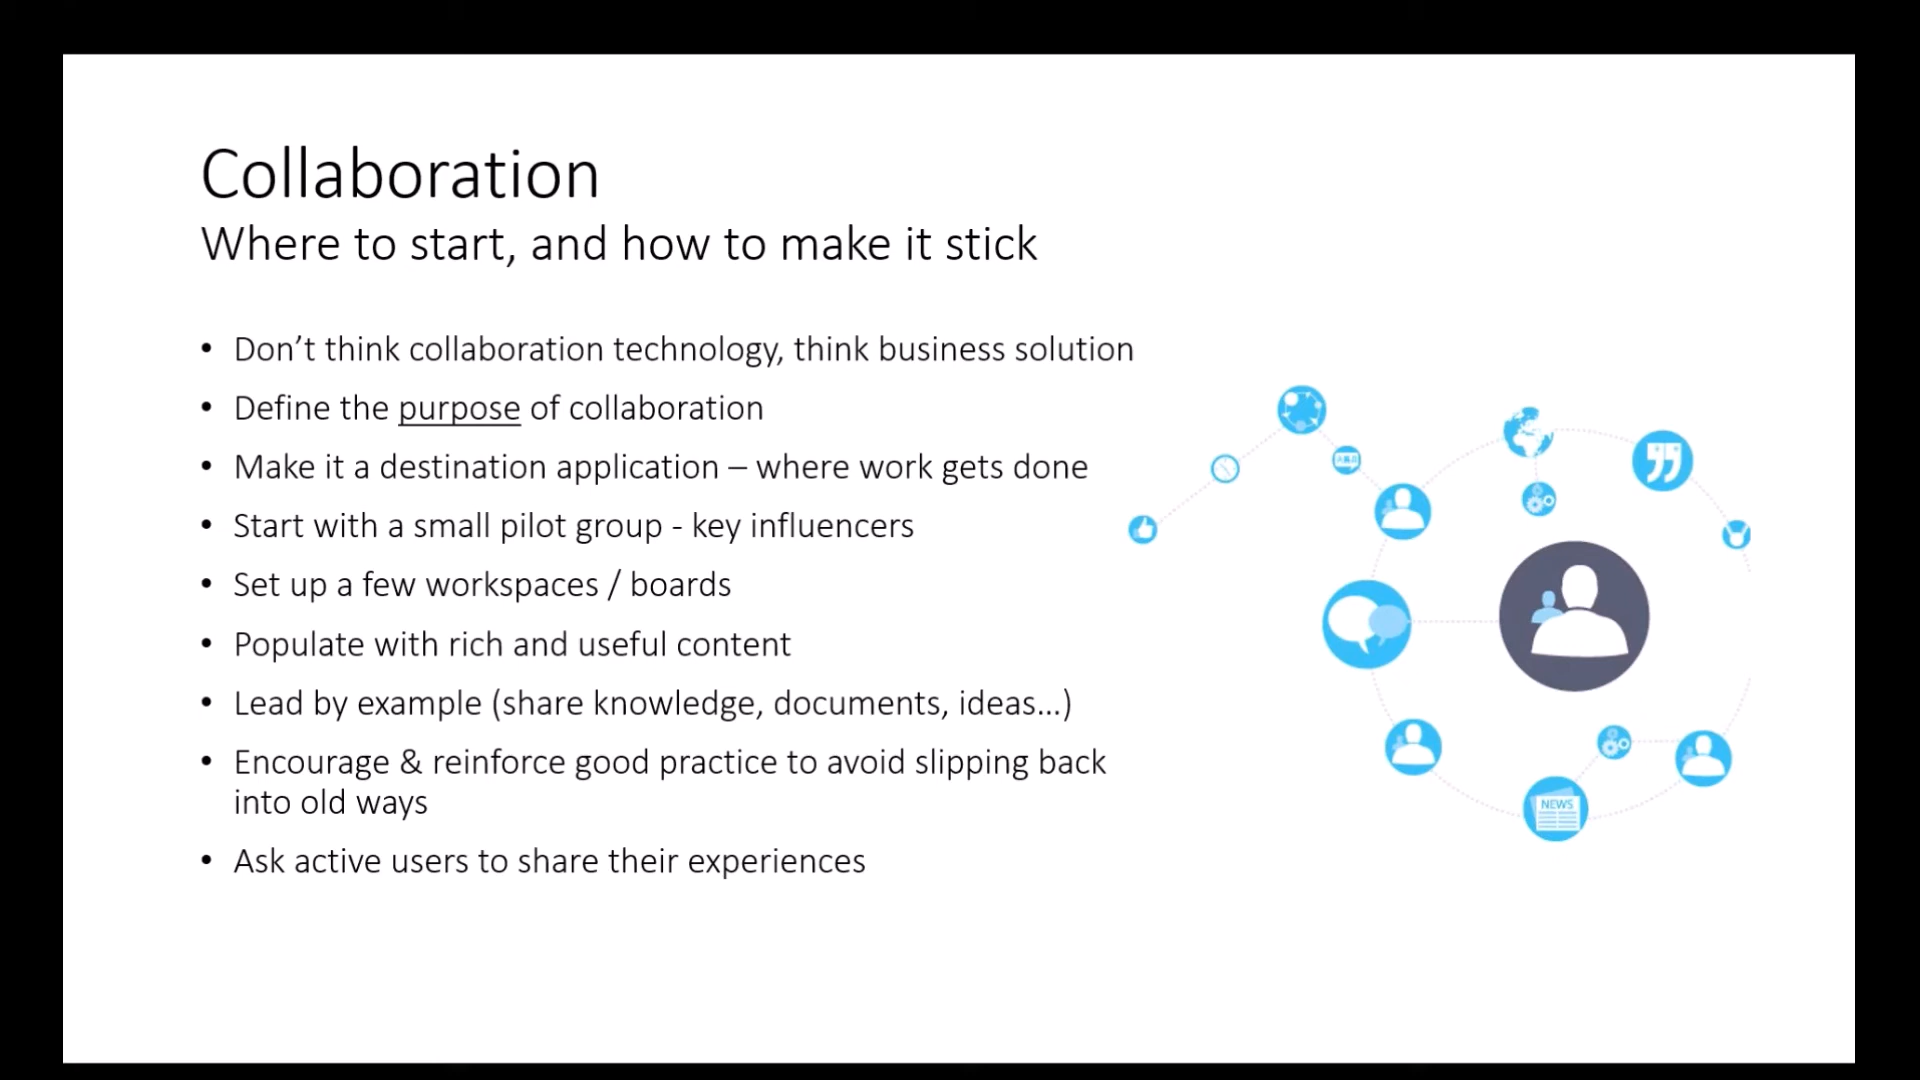 Collaboration
Where to start, and how to make it stick
• Don’t think collaboration technology, think business solution
• Define the purpose of collaboration
• Make it a destination application – where work gets done
• Start with a small pilot group - key influencers
• Set up a few workspaces / boards
• Populate with rich and useful content
• Lead by example (share knowledge, documents, ideas…)
• Encourage & reinforce good practice to avoid slipping back
into old ways
• Ask active users to share their experiences
NEWS